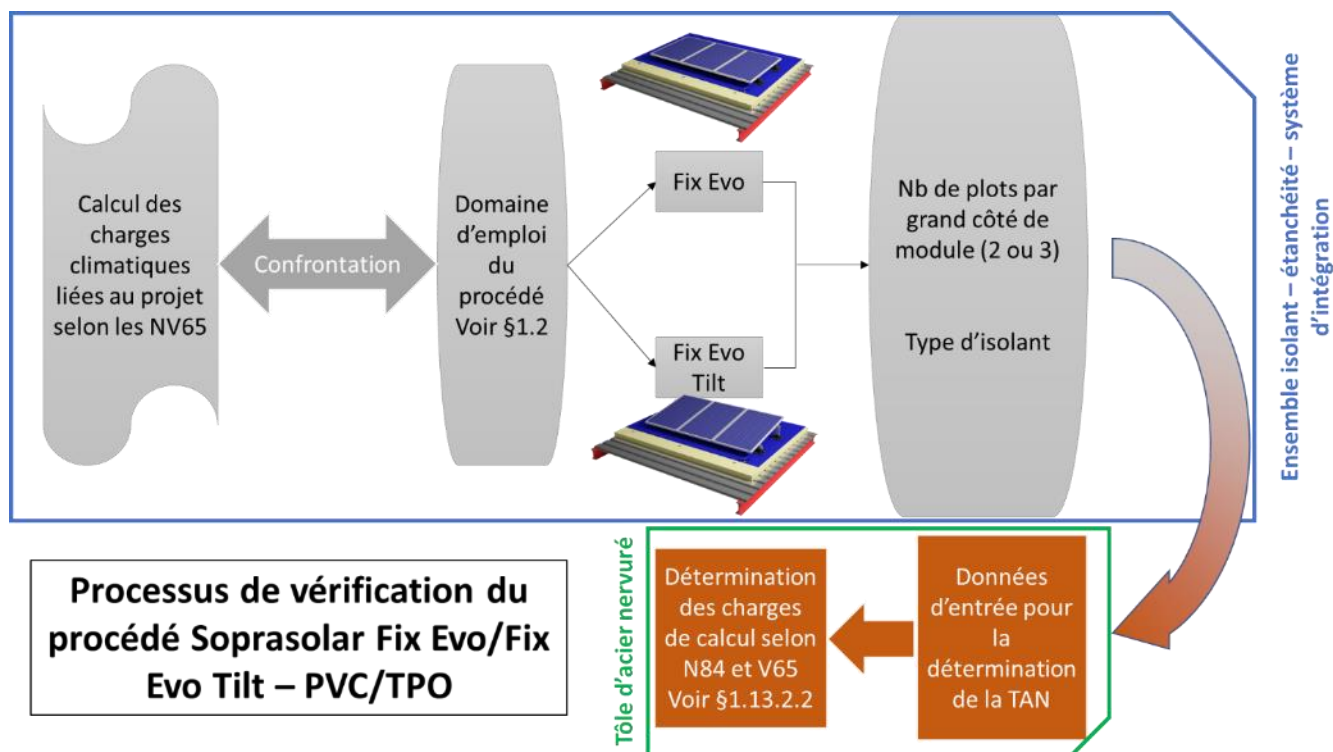 Calcul des
charges
climatiques
liées au projet
selon les NV65
Confrontation
Domaine
d’emploi
du
procédé
Voir §1.2
Fix Evo
Fix Evo
Tilt
Nb de plots par
grand côté de
module (2 ou 3)
Type d’isolant
Ensemble isolant – étanchéité – système
d’intégration
Processus de vérification du
procédé Soprasolar Fix Evo/Fix
Evo Tilt – PVC/TPO
Tôle d’acier nervuré
Détermination
des charges
de calcul selon
N84 et V65
Voir §1.13.2.2
Données
d’entrée pour
la
détermination
de la TAN